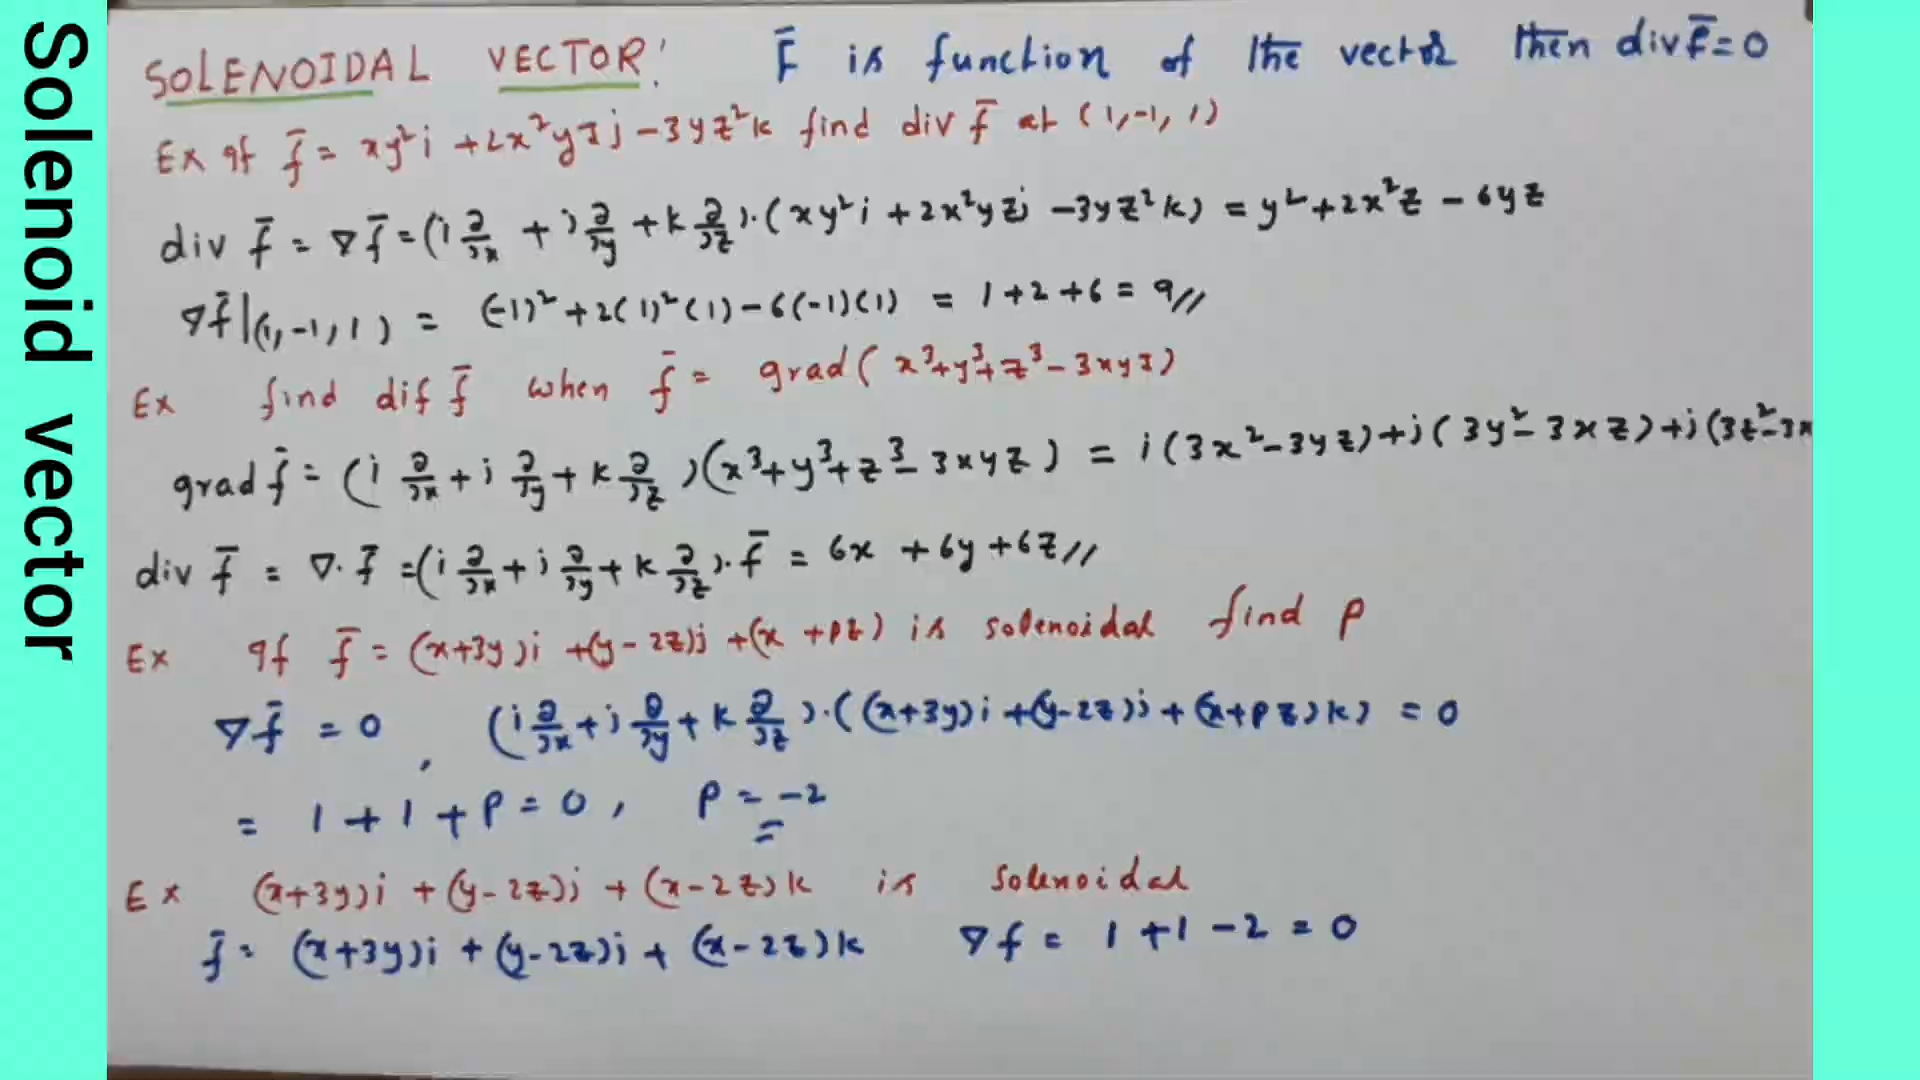 Solenoid vector
SOLENOIDAL VECTOR: F̄ is function of the vector then div F̄ = 0
Ex If f̄ = xy²i + 2x²yzj - 3yz²k find div f̄ at (1,-1, 1)
div f̄ = ∇f̄ = (i ∂/∂x + j ∂/∂y + k ∂/∂z).(xy²i + 2x²yzj - 3yz²k) = y² + 2x²z - 6yz
∇f̄|(1,-1,1) = (-1)² + 2(1)²(1) - 6(-1)(1) = 1+2+6 = 9//
Ex find dif f̄ when f̄ = grad(x³+y³+z³-3xyz)
grad f̄ = (i ∂/∂x + j ∂/∂y + k ∂/∂z)(x³+y³+z³-3xyz) = i(3x²-3yz)+j(3y²-3xz)+j(3z²-3x
div f̄ = ∇.f̄ = (i ∂/∂x + j ∂/∂y + k ∂/∂z).f̄ = 6x + 6y + 6z//
Ex If f̄ = (x+3y)i + (y-2z)j + (x + pz) is solenoidal find p
∇f̄ = 0, (i ∂/∂x + j ∂/∂y + k ∂/∂z).((x+3y)i + (y-2z)j + (x+pz)k) = 0
= 1 + 1 + p = 0, p = -2
Ex (x+3y)i + (y-2z)j + (x-2z)k is solenoidal
f̄ = (x+3y)i + (y-2z)j + (x-2z)k ∇f = 1+1-2 = 0